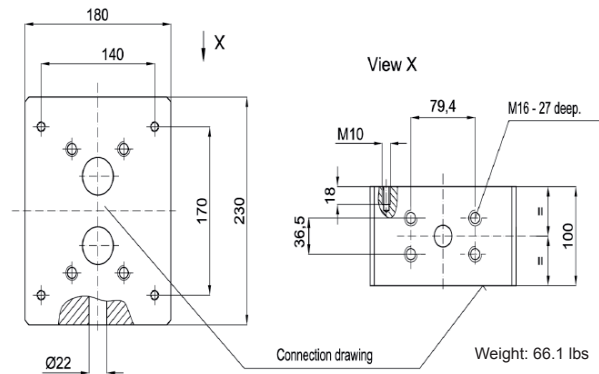 180
X
140
View X
79,4
M16 - 27 deep.
M10
18
36,5
170
230
=
=
100
Ø22
Connection drawing
Weight: 66.1 lbs